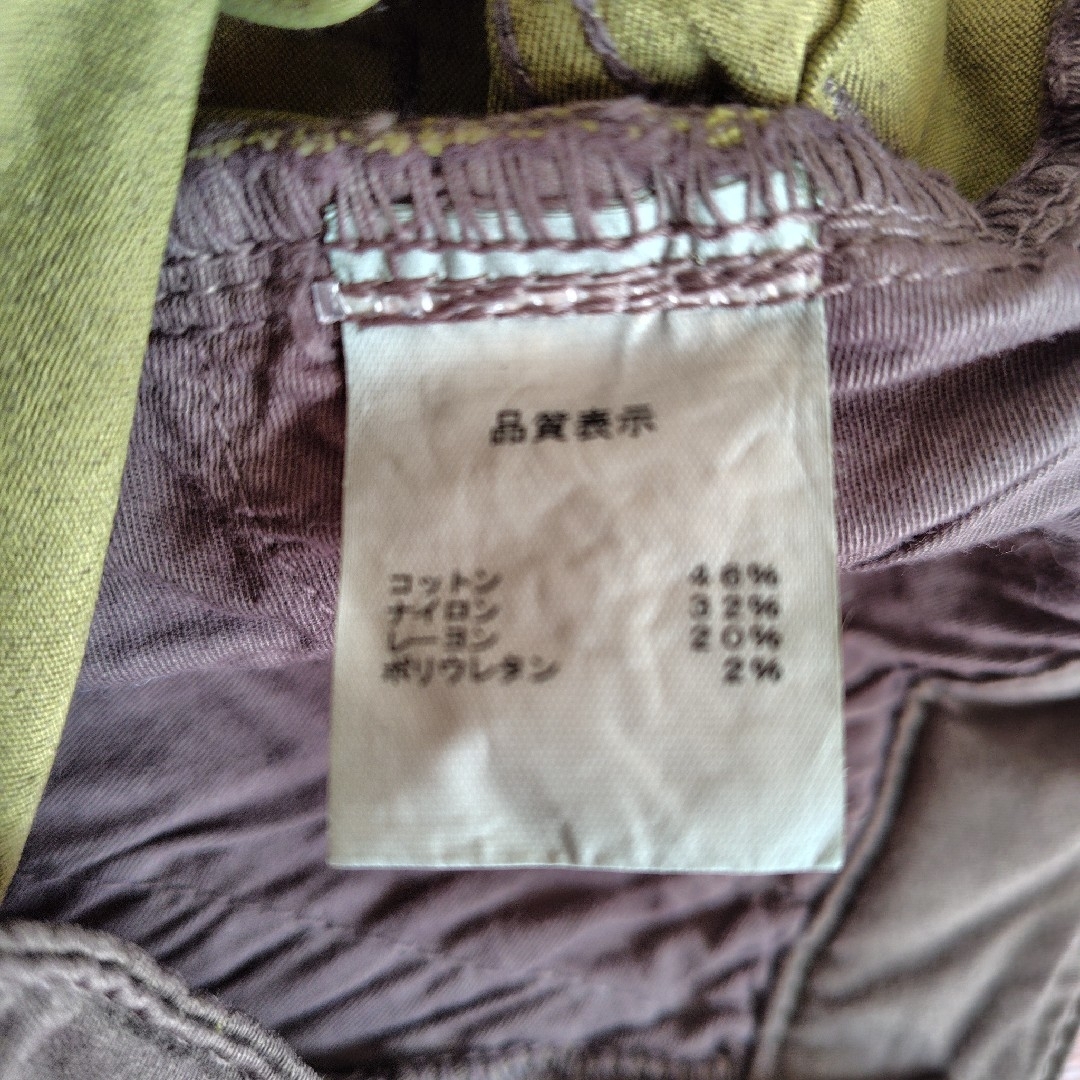 品質表示
コットン 46%
ナイロン 32%
レーヨン 20%
ポリウレタン 2%